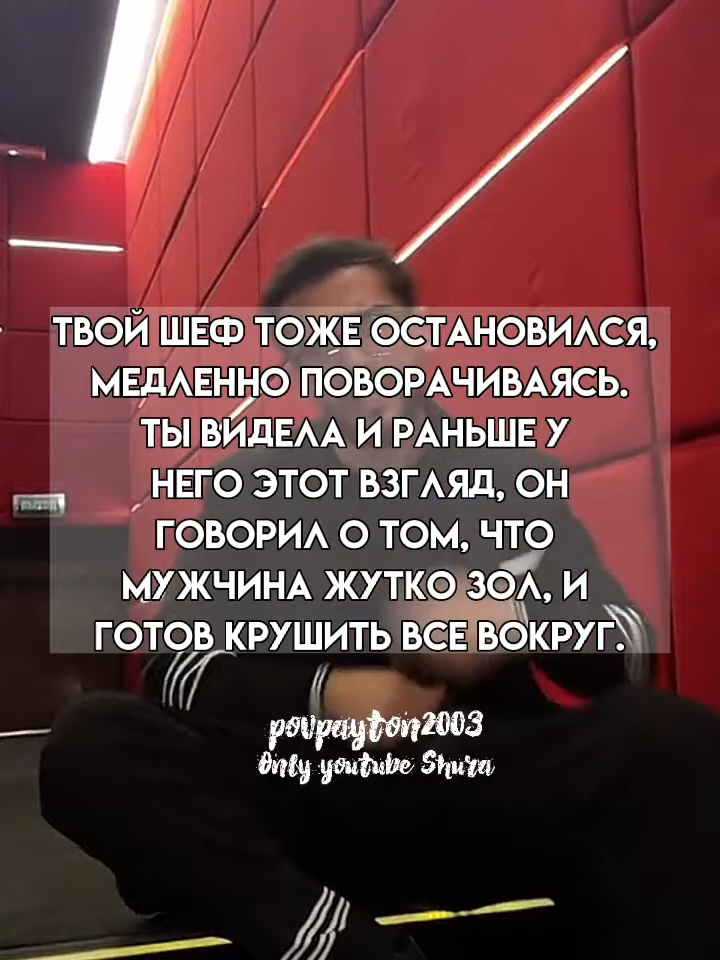 ТВОЙ ШЕФ ТОЖЕ ОСТАНОВИЛСЯ,
МЕДЛЕННО ПОВОРАЧИВАЯСЬ.
ТЫ ВИДЕЛА И РАНЬШЕ У
НЕГО ЭТОТ ВЗГЛЯД, ОН
ГОВОРИЛ О ТОМ, ЧТО
МУЖЧИНА ЖУТКО ЗОЛ, И
ГОТОВ КРУШИТЬ ВСЕ ВОКРУГ.
povpayton2003
Only youtube Shura